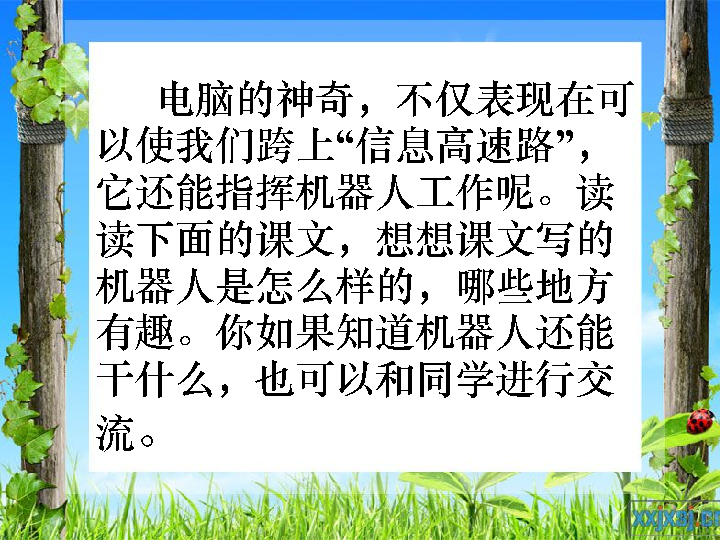 电脑的神奇，不仅表现在可
以使我们跨上“信息高速路”，
它还能指挥机器人工作呢。读
读下面的课文，想想课文写的
机器人是怎么样的，哪些地方
有趣。你如果知道机器人还能
干什么，也可以和同学进行交
流。